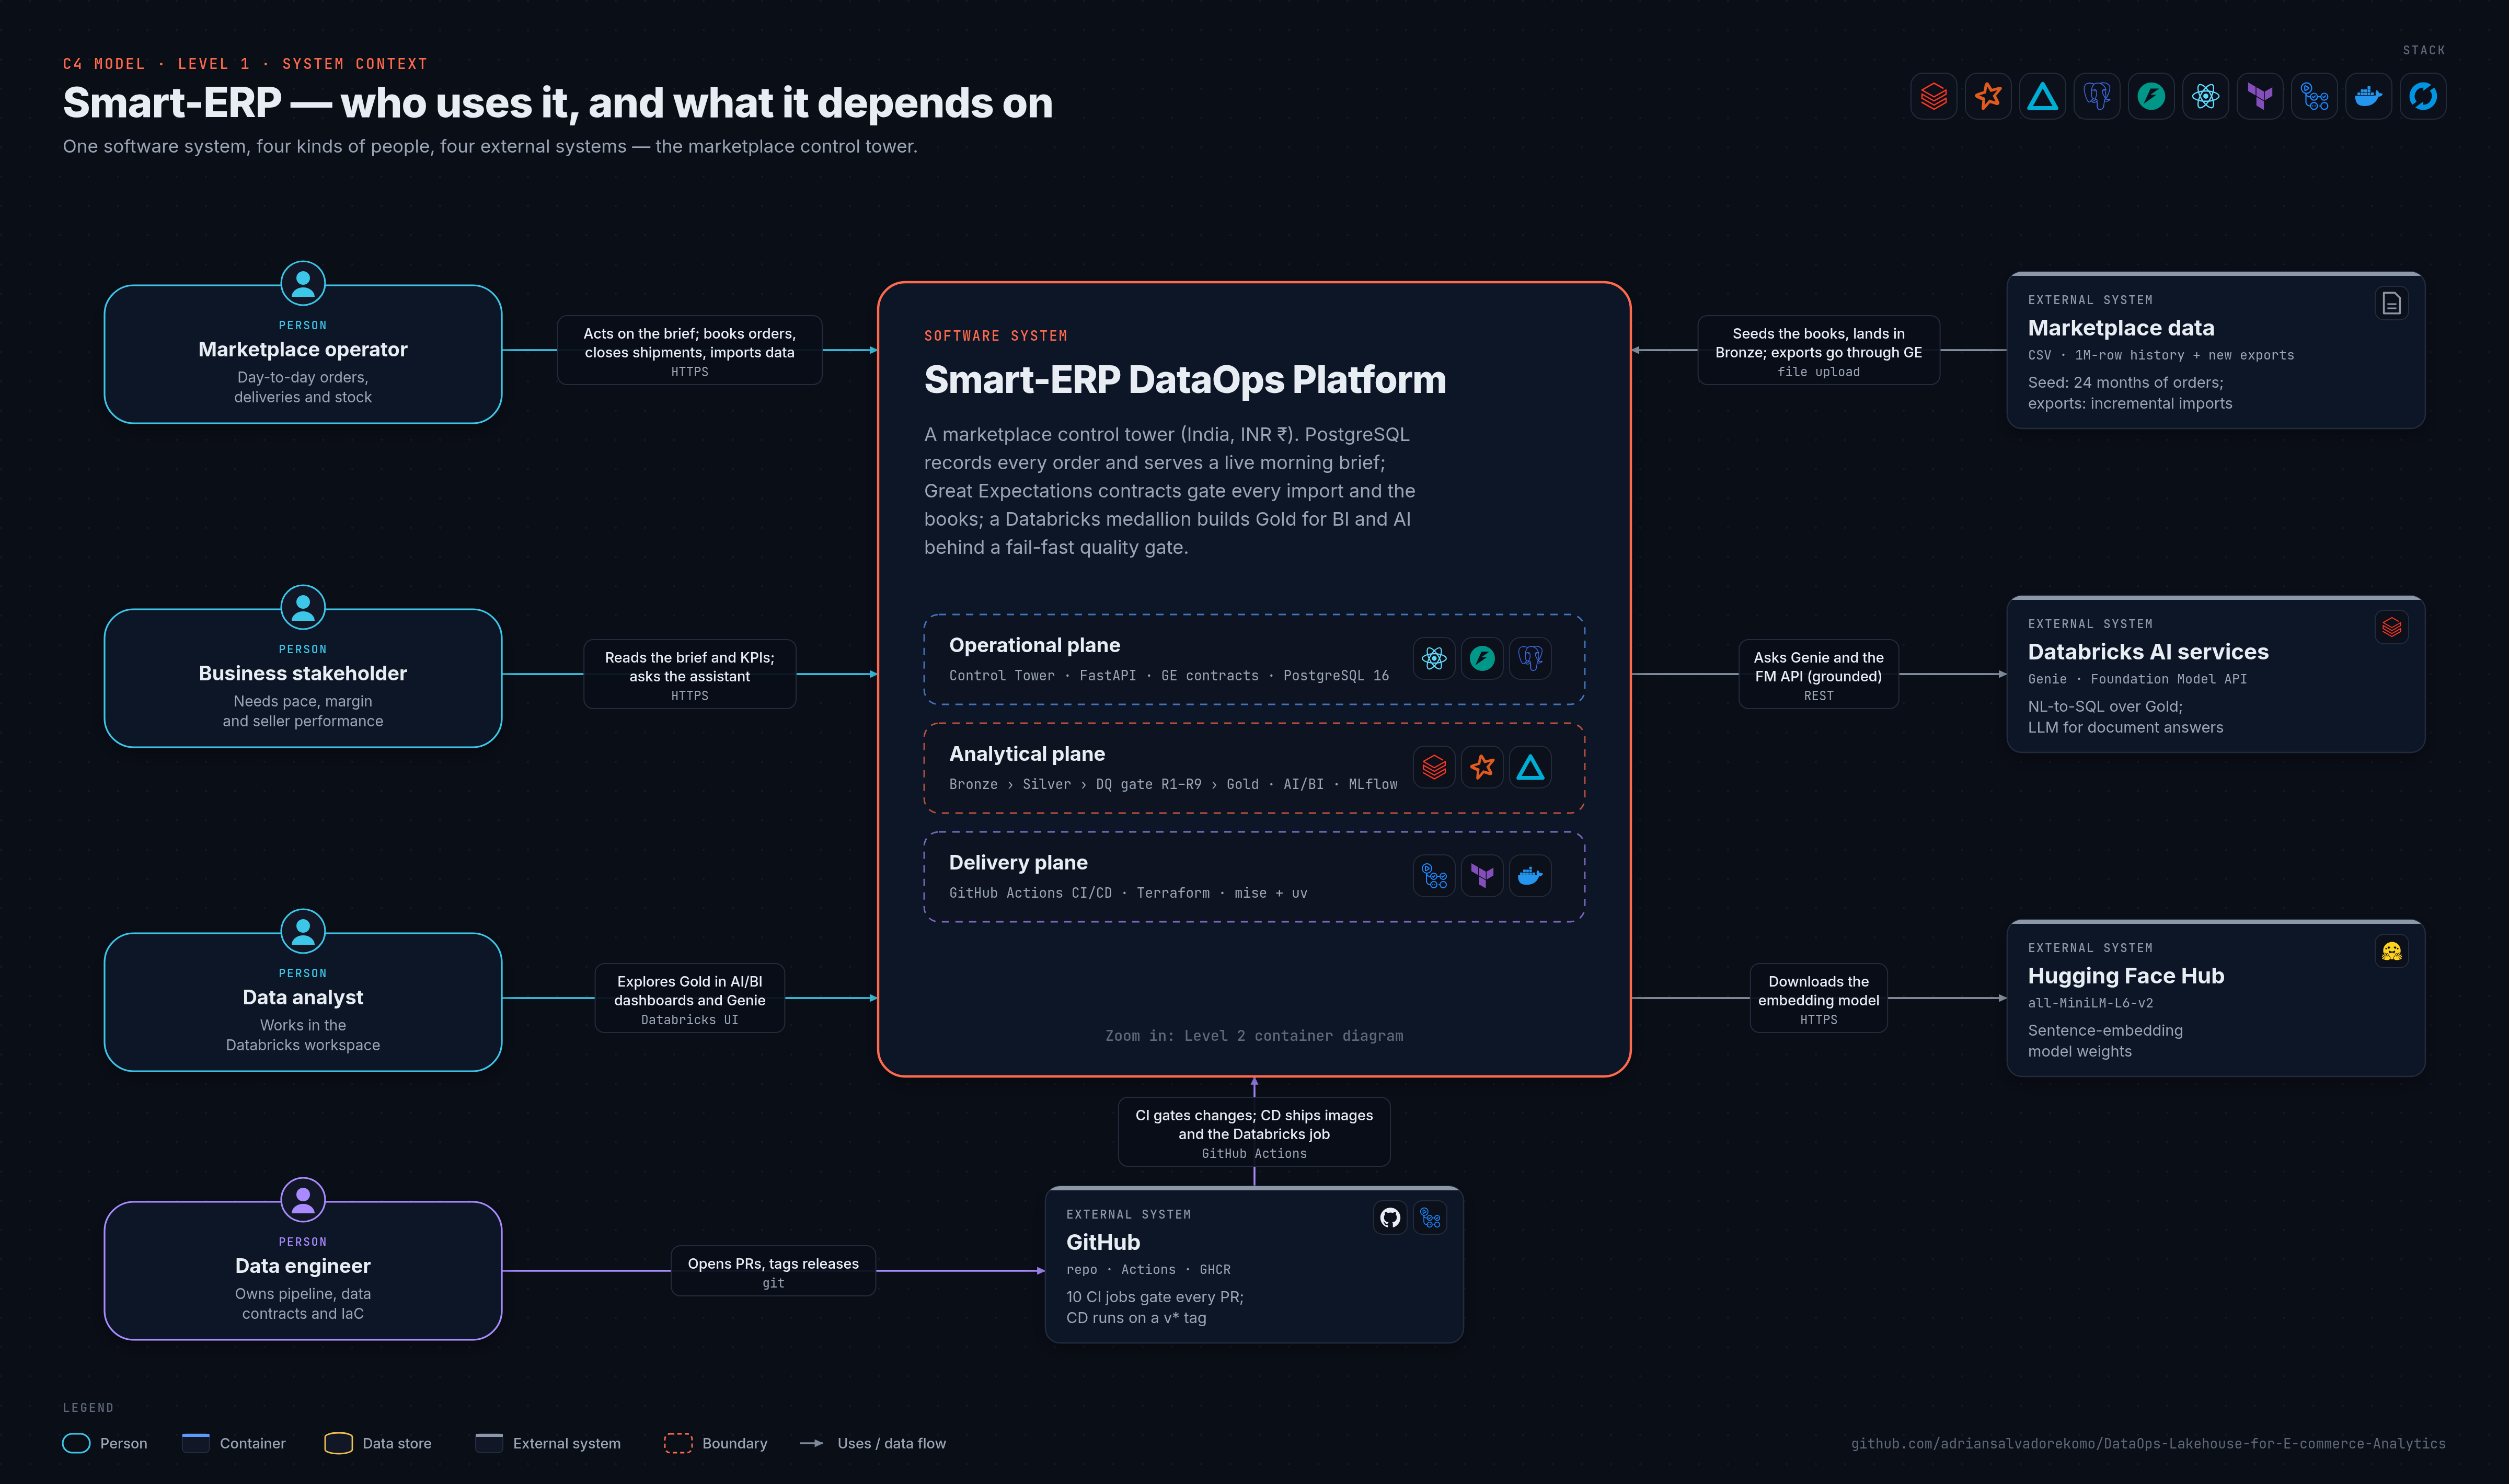 C4 MODEL · LEVEL 1 · SYSTEM CONTEXT
Smart-ERP — who uses it, and what it depends on
One software system, four kinds of people, four external systems — the marketplace control tower.
STACK
PERSON
Marketplace operator
Day-to-day orders,
deliveries and stock
Acts on the brief; books orders,
closes shipments, imports data
HTTPS
PERSON
Business stakeholder
Needs pace, margin
and seller performance
Reads the brief and KPIs;
asks the assistant
HTTPS
PERSON
Data analyst
Works in the
Databricks workspace
Explores Gold in AI/BI
dashboards and Genie
Databricks UI
PERSON
Data engineer
Owns pipeline, data
contracts and IaC
Opens PRs, tags releases
git
SOFTWARE SYSTEM
Smart-ERP DataOps Platform
A marketplace control tower (India, INR ₹). PostgreSQL
records every order and serves a live morning brief;
Great Expectations contracts gate every import and the
books; a Databricks medallion builds Gold for BI and AI
behind a fail-fast quality gate.
Operational plane
Control Tower · FastAPI · GE contracts · PostgreSQL 16
Analytical plane
Bronze › Silver › DQ gate R1–R9 › Gold · AI/BI · MLflow
Delivery plane
GitHub Actions CI/CD · Terraform · mise + uv
Zoom in: Level 2 container diagram
CI gates changes; CD ships images
and the Databricks job
GitHub Actions
EXTERNAL SYSTEM
GitHub
repo · Actions · GHCR
10 CI jobs gate every PR;
CD runs on a v* tag
Seeds the books, lands in
Bronze; exports go through GE
file upload
EXTERNAL SYSTEM
Marketplace data
CSV · 1M-row history + new exports
Seed: 24 months of orders;
exports: incremental imports
Asks Genie and the
FM API (grounded)
REST
EXTERNAL SYSTEM
Databricks AI services
Genie · Foundation Model API
NL-to-SQL over Gold;
LLM for document answers
Downloads the
embedding model
HTTPS
EXTERNAL SYSTEM
Hugging Face Hub
all-MiniLM-L6-v2
Sentence-embedding
model weights
LEGEND
Person
Container
Data store
External system
Boundary
Uses / data flow
github.com/adriansalvadorekomo/DataOps-Lakehouse-for-E-commerce-Analytics